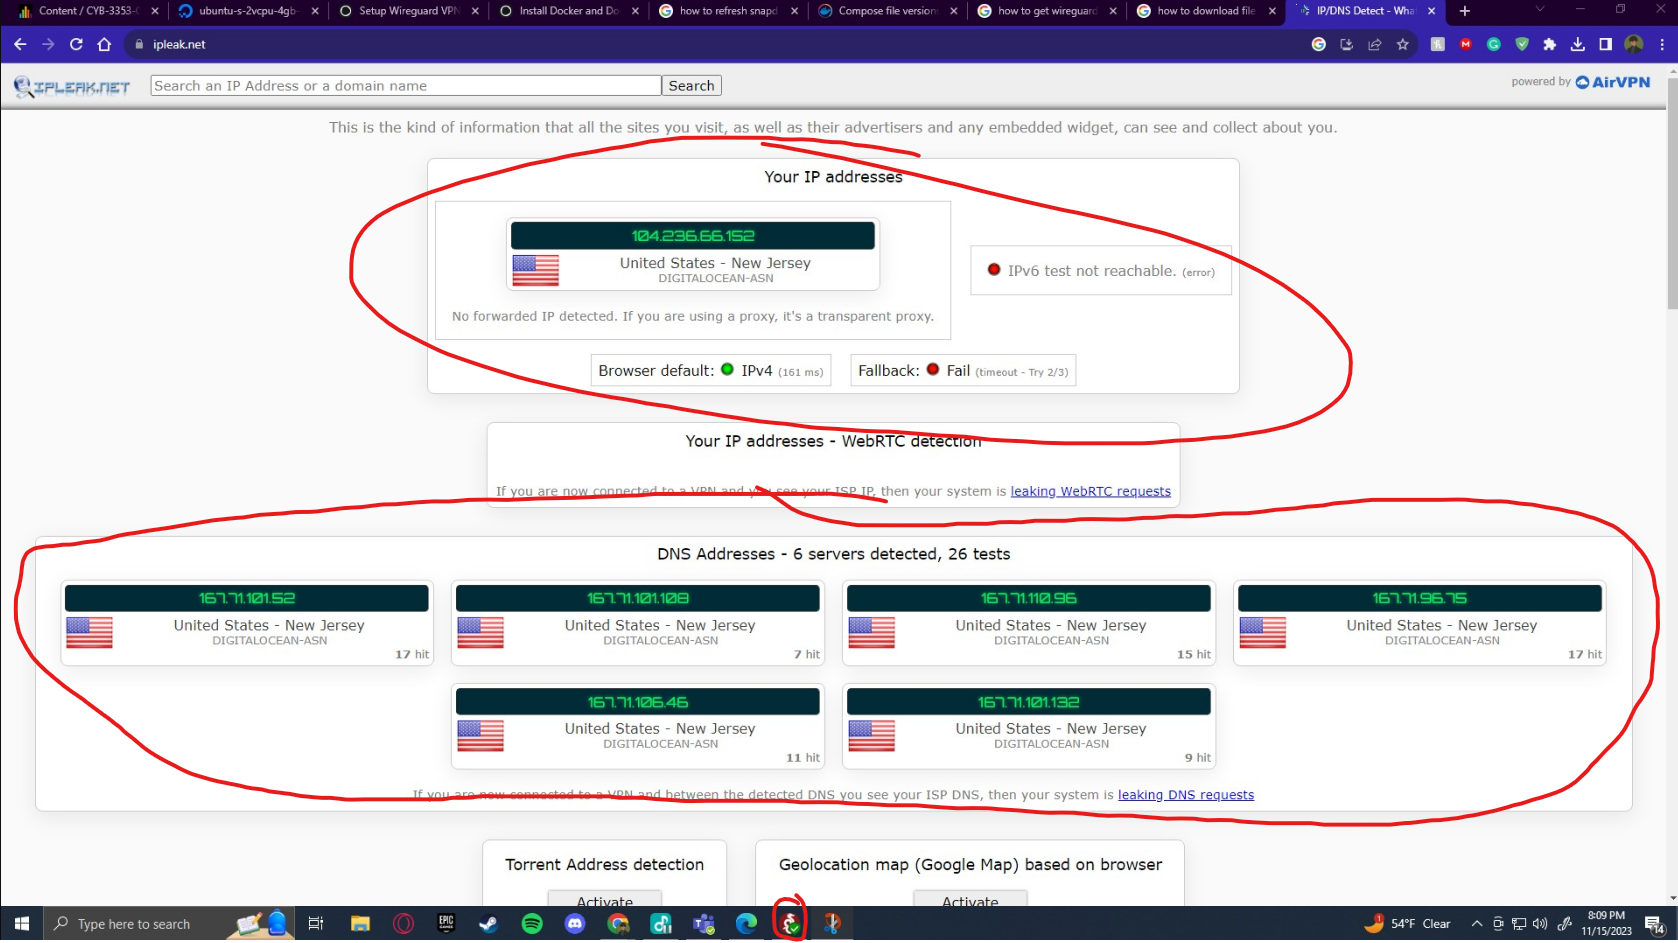 Content / CYB-3353-
ubuntu-s-2vcpu-4gb-
Setup Wireguard VPN
Install Docker and Do
how to refresh snapd
Compose file version
how to get wireguard
how to download file
IP/DNS Detect - What
ipleak.net
IPLEAK.NET
Search an IP Address or a domain name
Search
powered by AirVPN
This is the kind of information that all the sites you visit, as well as their advertisers and any embedded widget, can see and collect about you.
Your IP addresses
104.236.66.152
United States - New Jersey
DIGITALOCEAN-ASN
No forwarded IP detected. If you are using a proxy, it's a transparent proxy.
IPv6 test not reachable. (error)
Browser default: IPv4 (161 ms)
Fallback: Fail (timeout - Try 2/3)
Your IP addresses - WebRTC detection
If you are now connected to a VPN and you see your ISP IP, then your system is leaking WebRTC requests
DNS Addresses - 6 servers detected, 26 tests
167.71.101.52
United States - New Jersey
DIGITALOCEAN-ASN
17 hit
167.71.101.108
United States - New Jersey
DIGITALOCEAN-ASN
7 hit
167.71.110.96
United States - New Jersey
DIGITALOCEAN-ASN
15 hit
167.71.96.75
United States - New Jersey
DIGITALOCEAN-ASN
17 hit
167.71.106.46
United States - New Jersey
DIGITALOCEAN-ASN
11 hit
167.71.101.132
United States - New Jersey
DIGITALOCEAN-ASN
9 hit
If you are now connected to a VPN and between the detected DNS you see your ISP DNS, then your system is leaking DNS requests
Torrent Address detection
Activate
Geolocation map (Google Map) based on browser
Activate
Type here to search
EPIC GAMES
54°F Clear
8:09 PM
11/15/2023
14